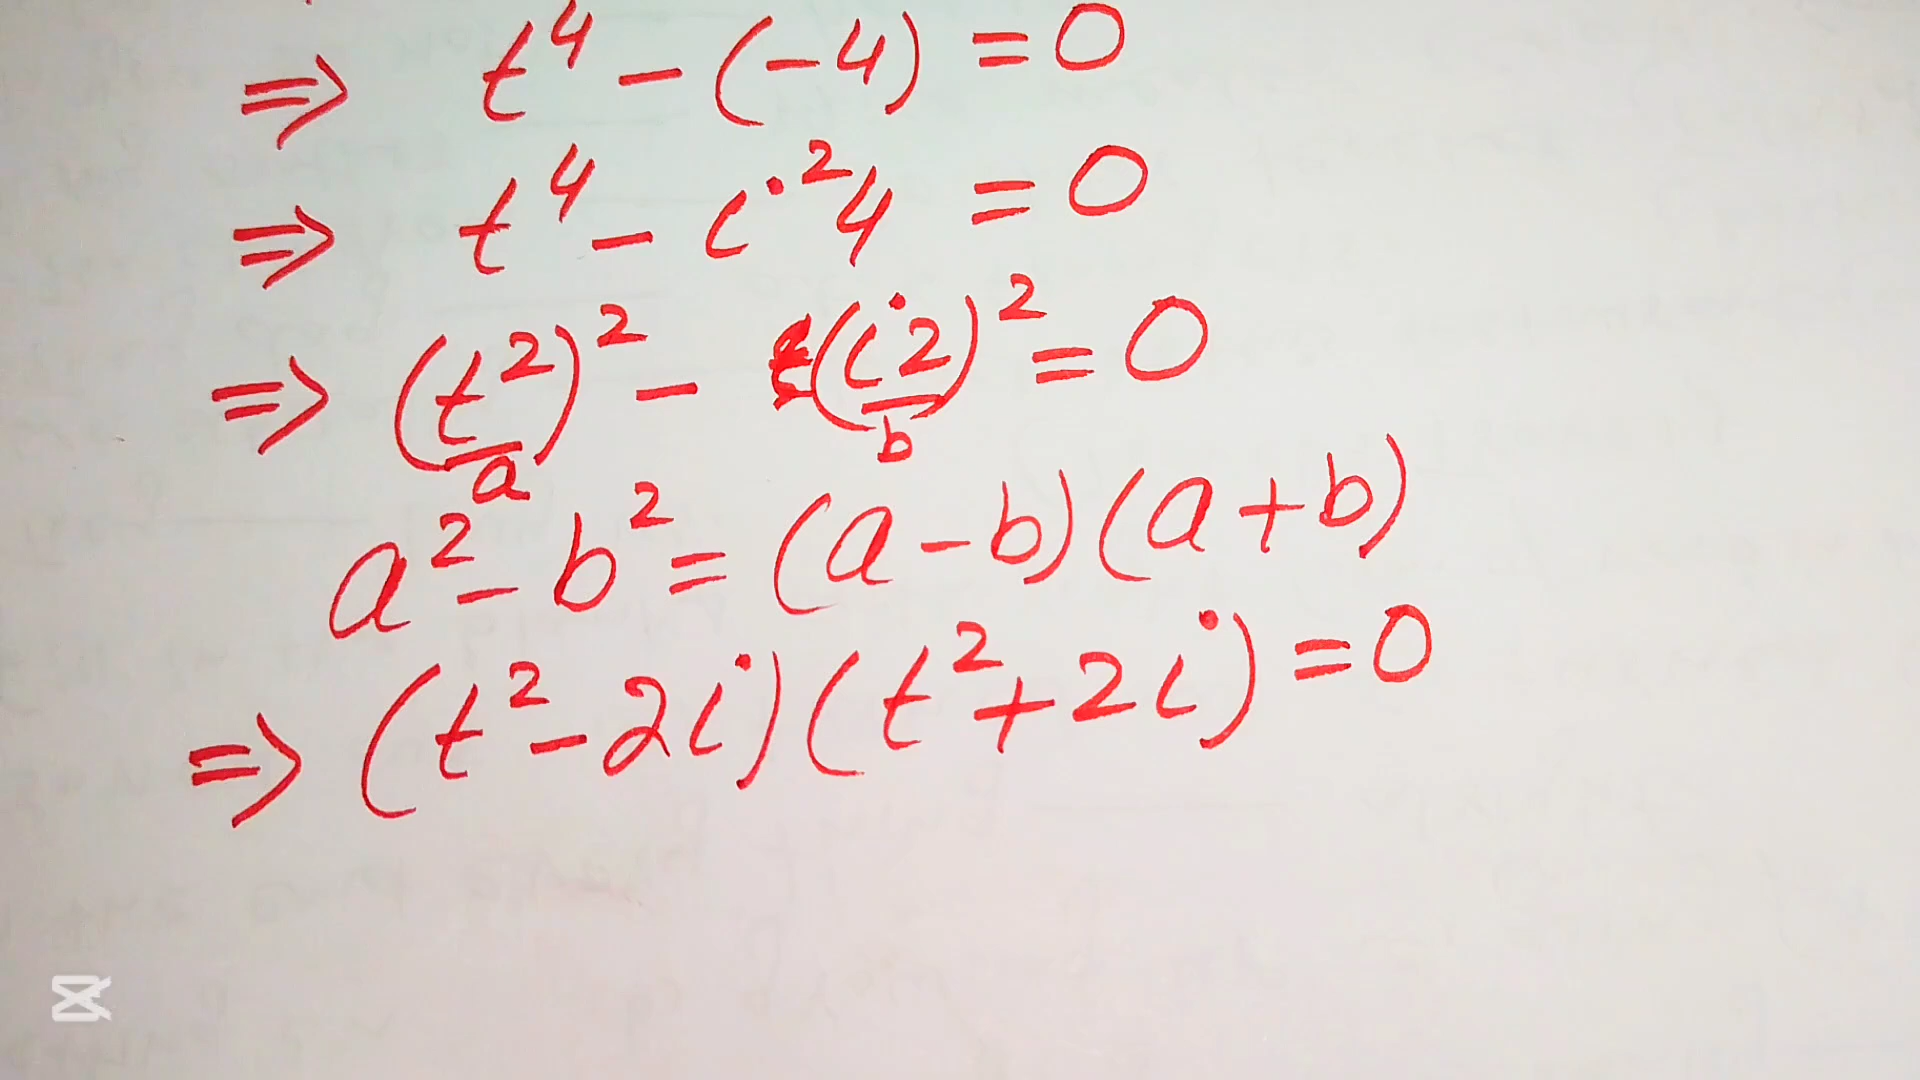 ⇒ t⁴ - (-4) = 0
⇒ t⁴ - i²4 = 0
⇒ (t²)² - (i2)² = 0
a b
a² - b² = (a-b)(a+b)
⇒ (t²-2i)(t²+2i) = 0